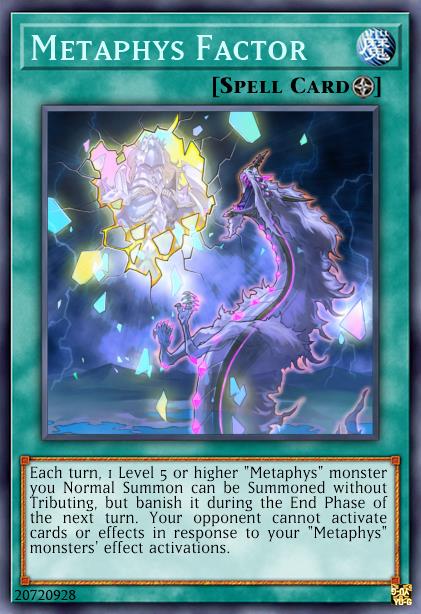 Metaphys Factor
魔
[Spell Card]
Each turn, 1 Level 5 or higher "Metaphys" monster
you Normal Summon can be Summoned without
Tributing, but banish it during the End Phase of
the next turn. Your opponent cannot activate
cards or effects in response to your "Metaphys"
monsters' effect activations.
20720928